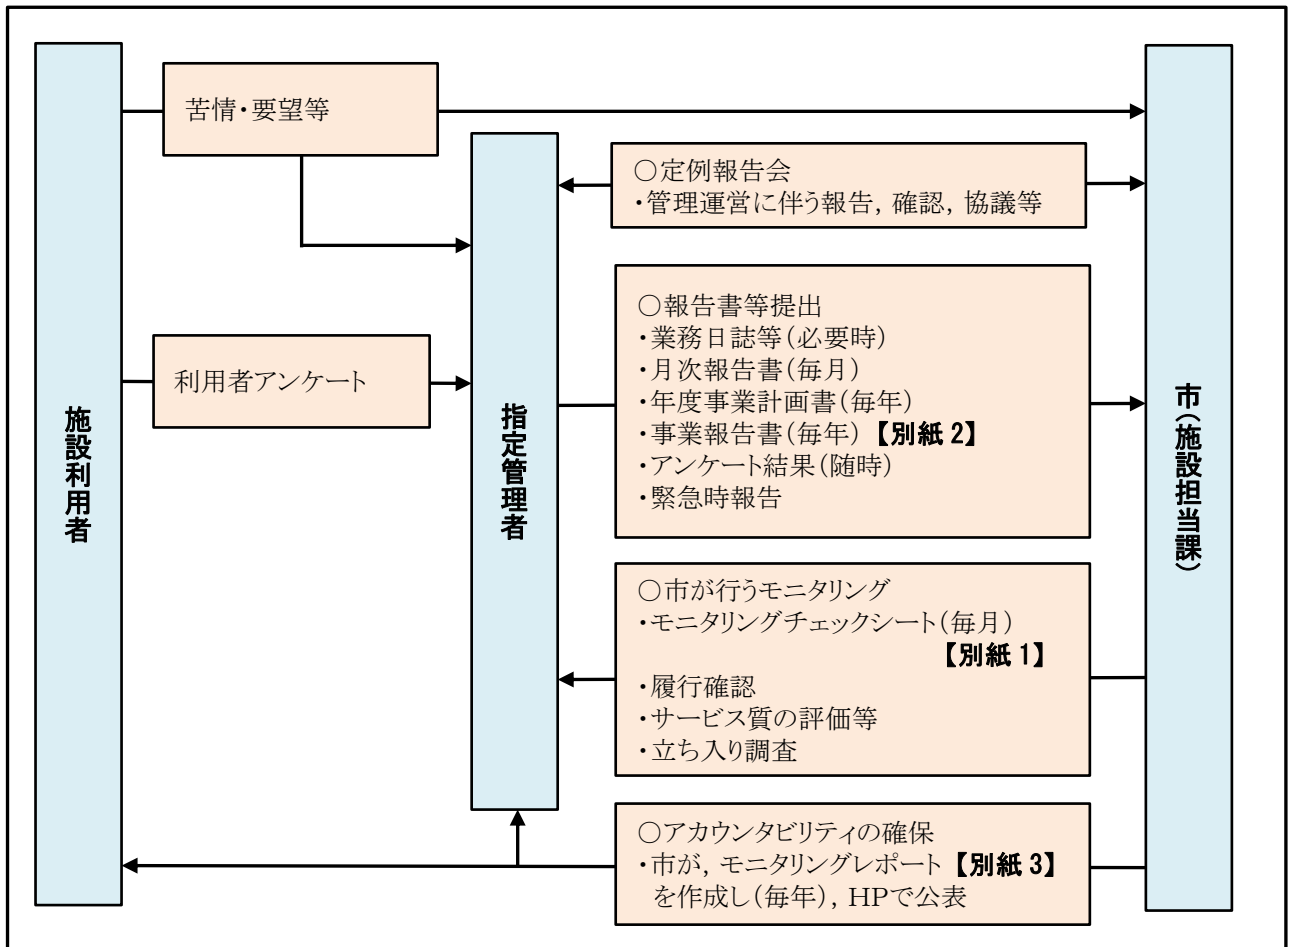 苦情・要望等
○定例報告会
・管理運営に伴う報告, 確認, 協議等
○報告書等提出
・業務日誌等(必要時)
・月次報告書(毎月)
・年度事業計画書(毎年)
・事業報告書(毎年)【別紙 2】
・アンケート結果(随時)
・緊急時報告
利用者アンケート
施設利用者
指定管理者
市(施設担当課)
○市が行うモニタリング
・モニタリングチェックシート(毎月)
【別紙 1】
・履行確認
・サービス質の評価等
・立ち入り調査
○アカウンタビリティの確保
・市が, モニタリングレポート【別紙 3】
を作成し(毎年), HPで公表